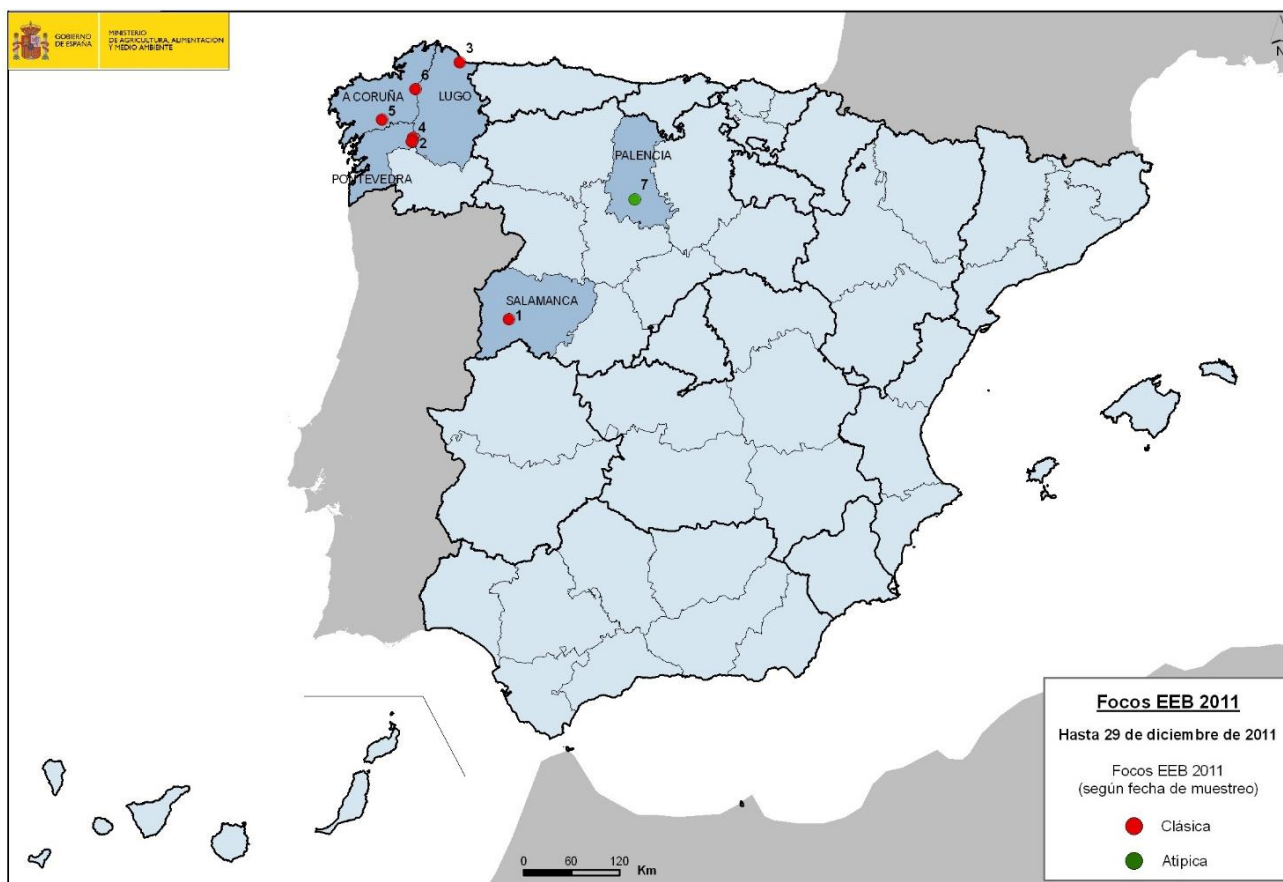 GOBIERNO
DE ESPAÑA
MINISTERIO
DE AGRICULTURA, ALIMENTACIÓN
Y MEDIO AMBIENTE
N
3
6
A CORUÑA
LUGO
5
4
2
PONTEVEDRA
PALENCIA
7
SALAMANCA
1
Focos EEB 2011
Hasta 29 de diciembre de 2011
Focos EEB 2011
(según fecha de muestreo)
Clásica
Atípica
0 60 120
Km